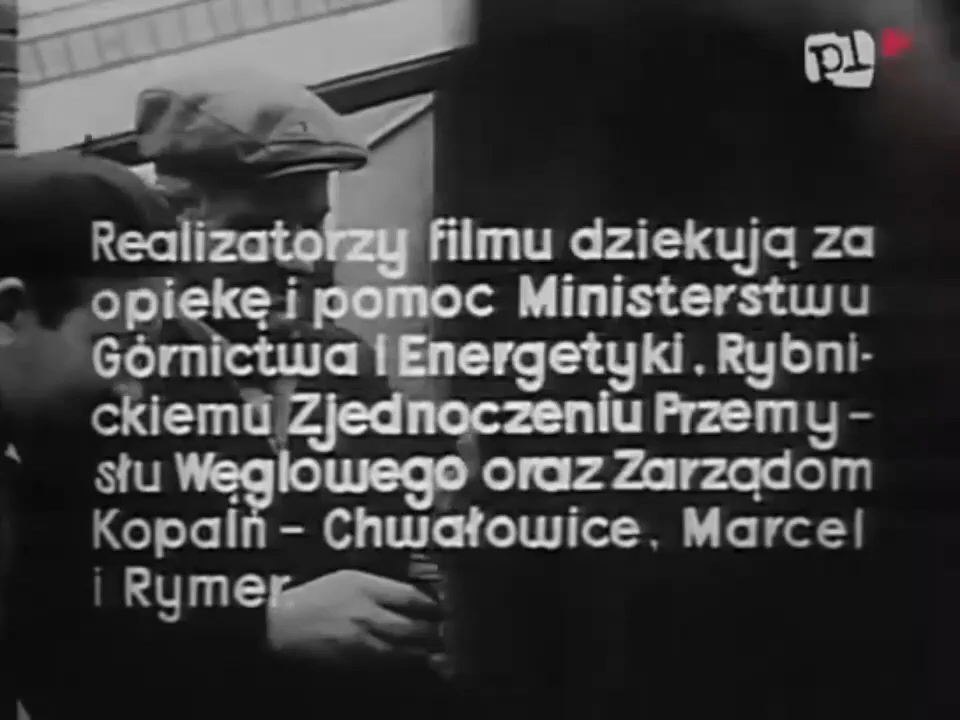 pl
Realizatorzy filmu dziekują za
opiekę i pomoc Ministerstwu
Górnictwa i Energetyki, Rybni-
ckiemu Zjednoczeniu Przemy-
słu Węglowego oraz Zarządom
Kopalń - Chwałowice, Marcel
i Rymer.